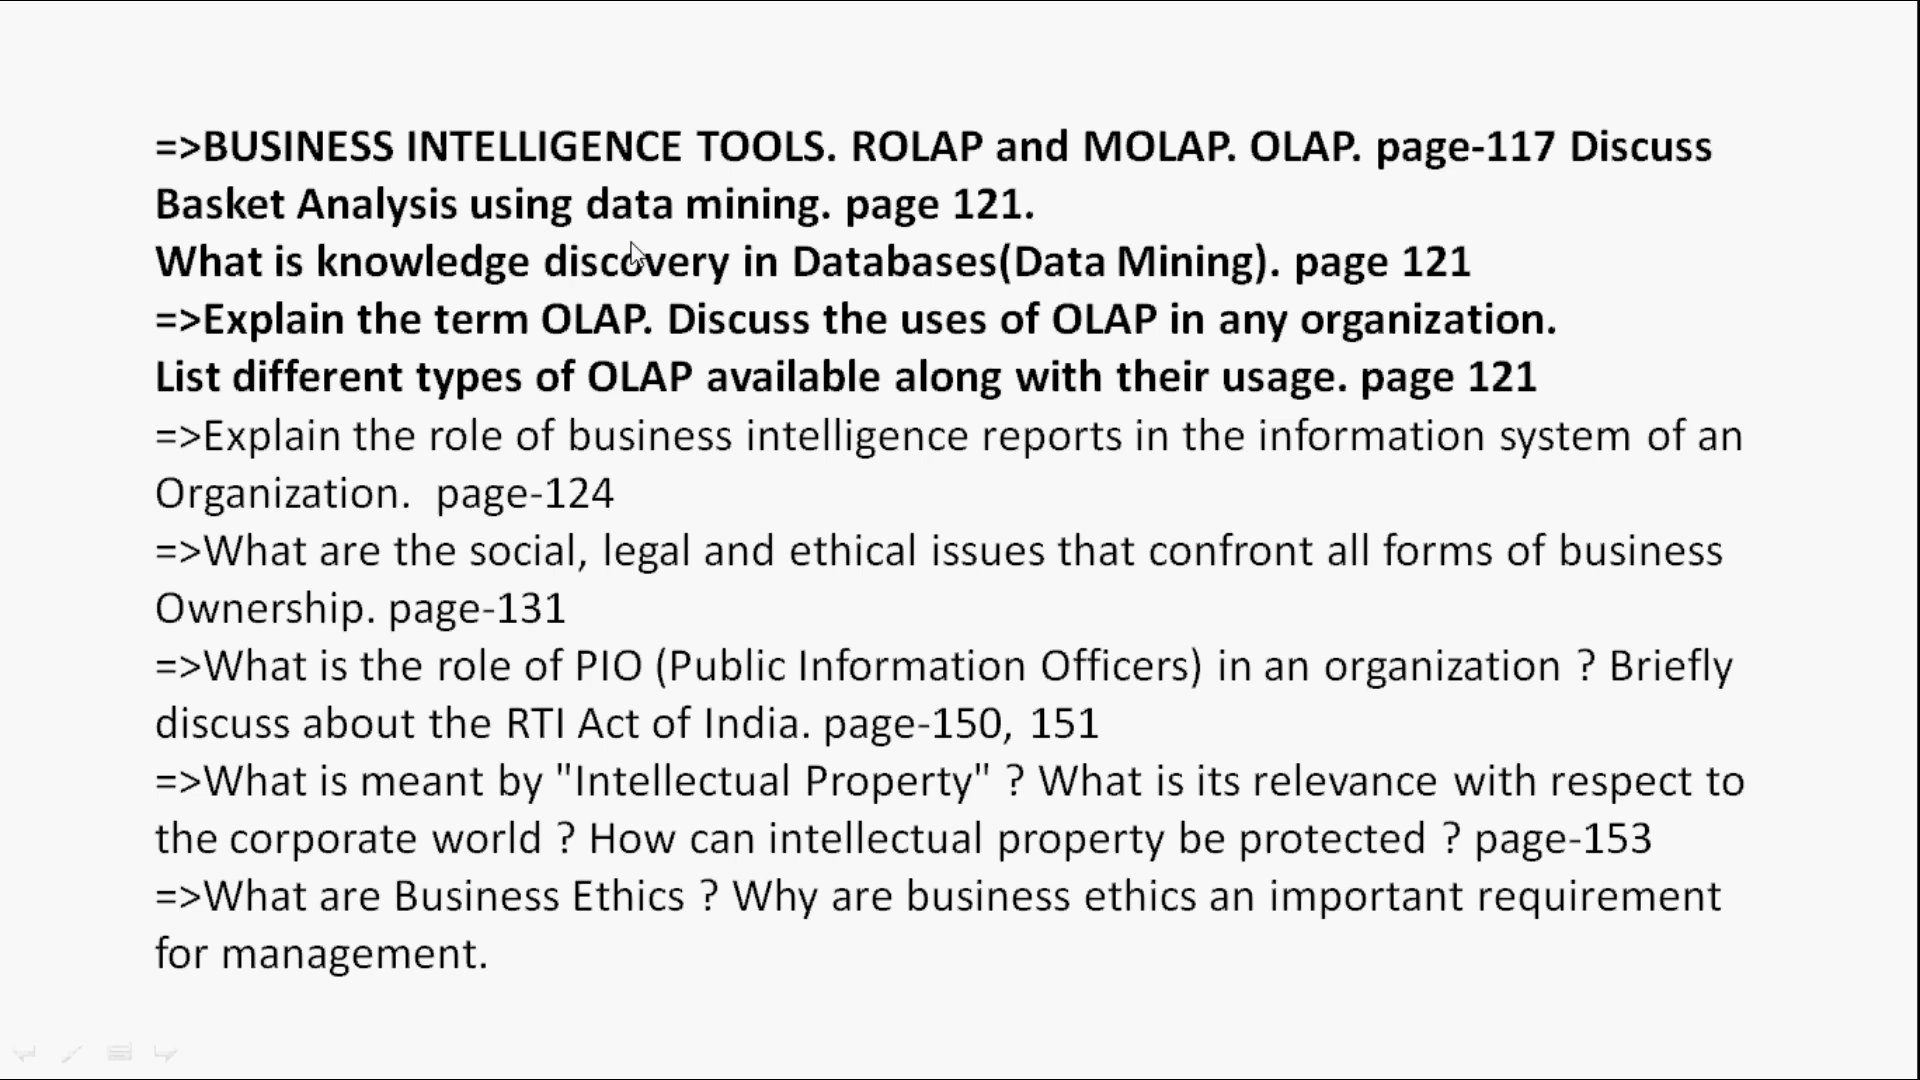 =>BUSINESS INTELLIGENCE TOOLS. ROLAP and MOLAP. OLAP. page-117 Discuss
Basket Analysis using data mining. page 121.
What is knowledge discovery in Databases(Data Mining). page 121
=>Explain the term OLAP. Discuss the uses of OLAP in any organization.
List different types of OLAP available along with their usage. page 121
=>Explain the role of business intelligence reports in the information system of an
Organization.  page-124
=>What are the social, legal and ethical issues that confront all forms of business
Ownership. page-131
=>What is the role of PIO (Public Information Officers) in an organization ? Briefly
discuss about the RTI Act of India. page-150, 151
=>What is meant by "Intellectual Property" ? What is its relevance with respect to
the corporate world ? How can intellectual property be protected ? page-153
=>What are Business Ethics ? Why are business ethics an important requirement
for management.